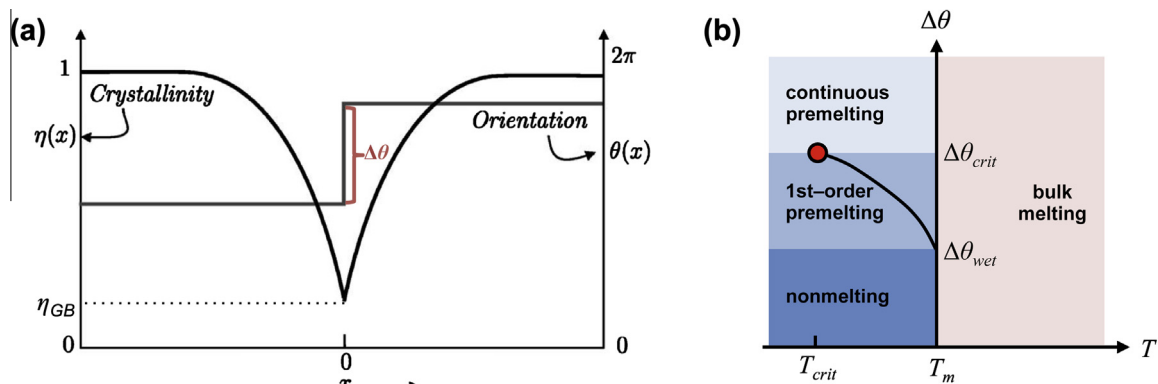 (a)
1
2π
Crystallinity
Orientation
η(x)
Δθ
θ(x)
η_GB
0
0
0
x
(b)
Δθ
continuous
premelting
Δθ_crit
1st–order
premelting
bulk
melting
Δθ_wet
nonmelting
T
T_crit
T_m